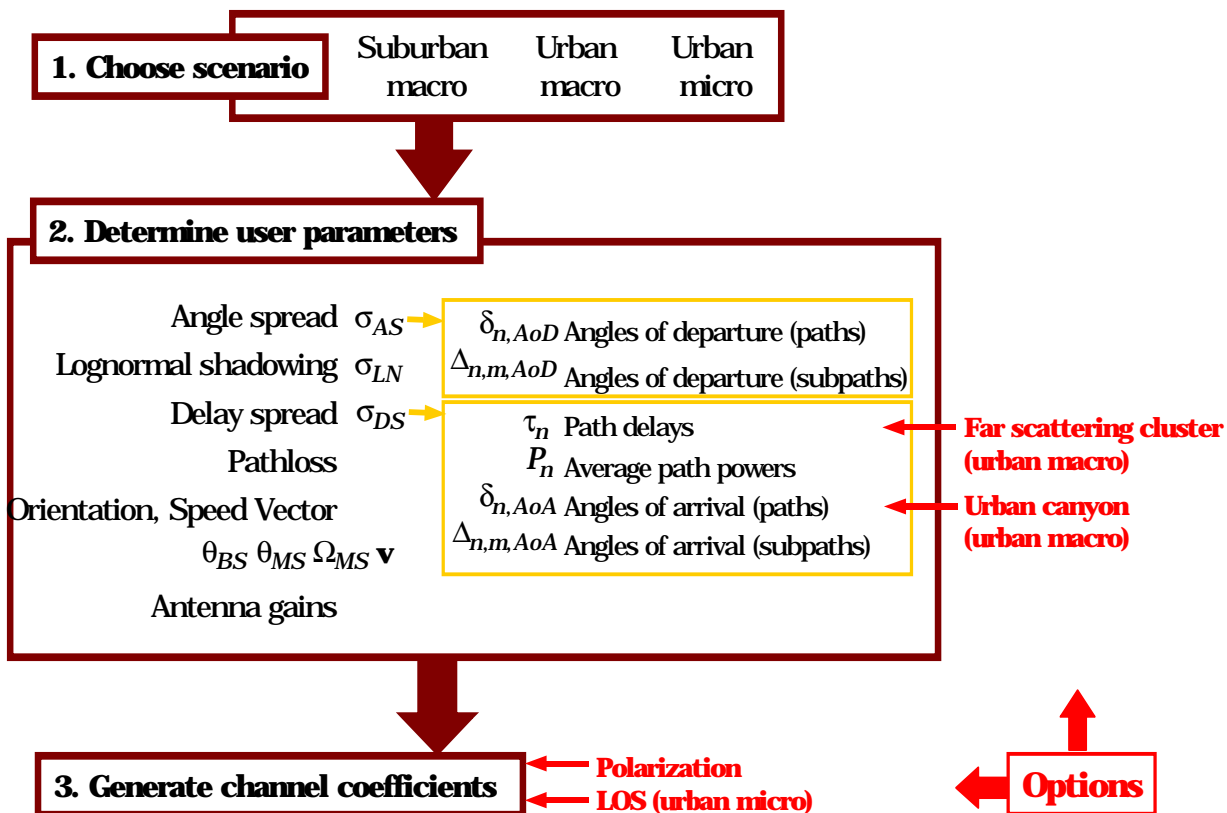 1. Choose scenario
Suburban macro
Urban macro
Urban micro
2. Determine user parameters
Angle spread σAS
Lognormal shadowing σLN
Delay spread σDS
Pathloss
Orientation, Speed Vector
θBS θMS ΩMS v
Antenna gains
δn, AoD Angles of departure (paths)
Δn,m, AoD Angles of departure (subpaths)
τn Path delays
Pn Average path powers
δn, AoA Angles of arrival (paths)
Δn,m, AoA Angles of arrival (subpaths)
Far scattering cluster
(urban macro)
Urban canyon
(urban macro)
3. Generate channel coefficients
Polarization
LOS (urban micro)
Options